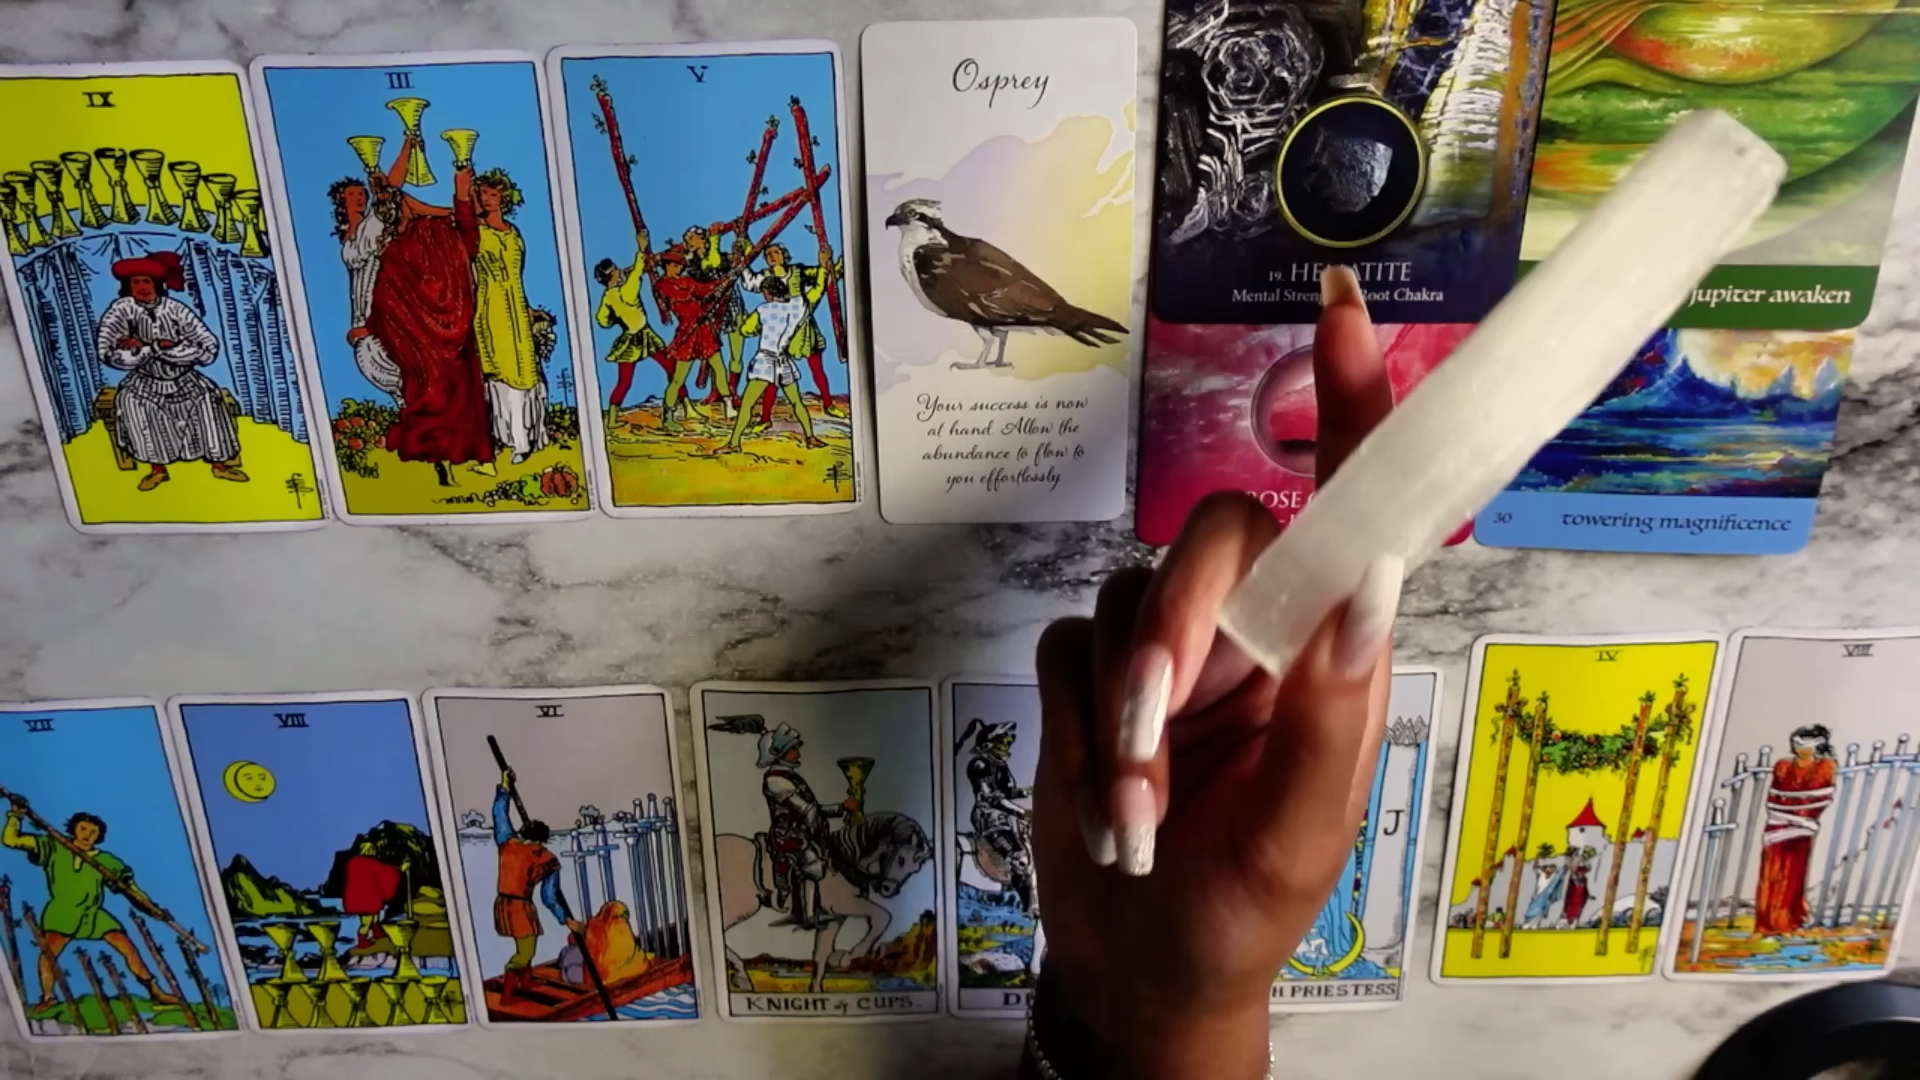 IX
III
V
Osprey
Your success is now
at hand. Allow the
abundance to flow to
you effortlessly.
19.
Mental Root Chakra
jupiter awaken
30 towering magnificence
VII
VIII
VI
KNIGHT of CUPS.
J
PRIESTESS
IV
VIII